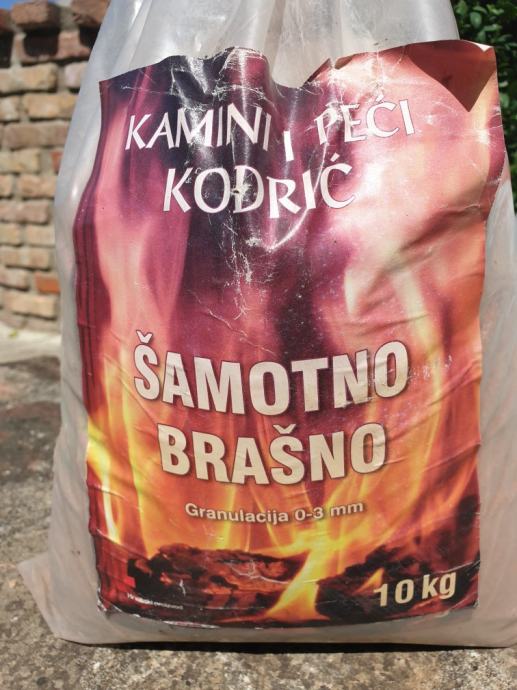 KAMINI I PEĆI
KODRIĆ
ŠAMOTNO
BRAŠNO
Granulacija 0-3 mm
10 kg